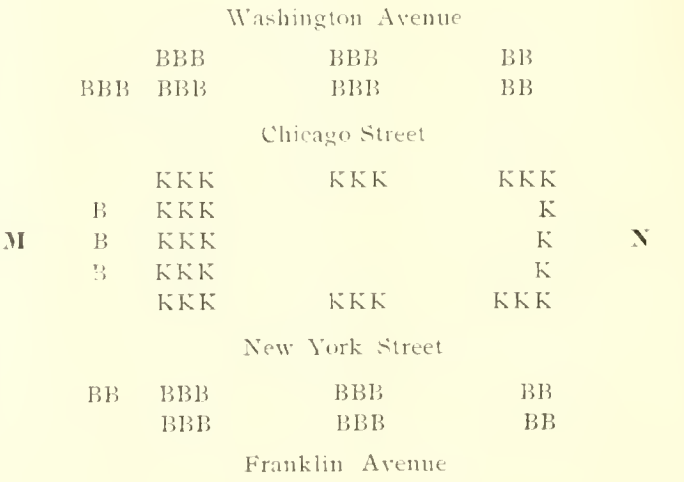 Washington Avenue
BBB BBB BB
BBB BBB BBB BB
Chicago Street
KKK KKK KKK
B KKK K
M B KKK K N
B KKK K
KKK KKK KKK
New York Street
BB BBB BBB BB
BBB BBB BB
Franklin Avenue